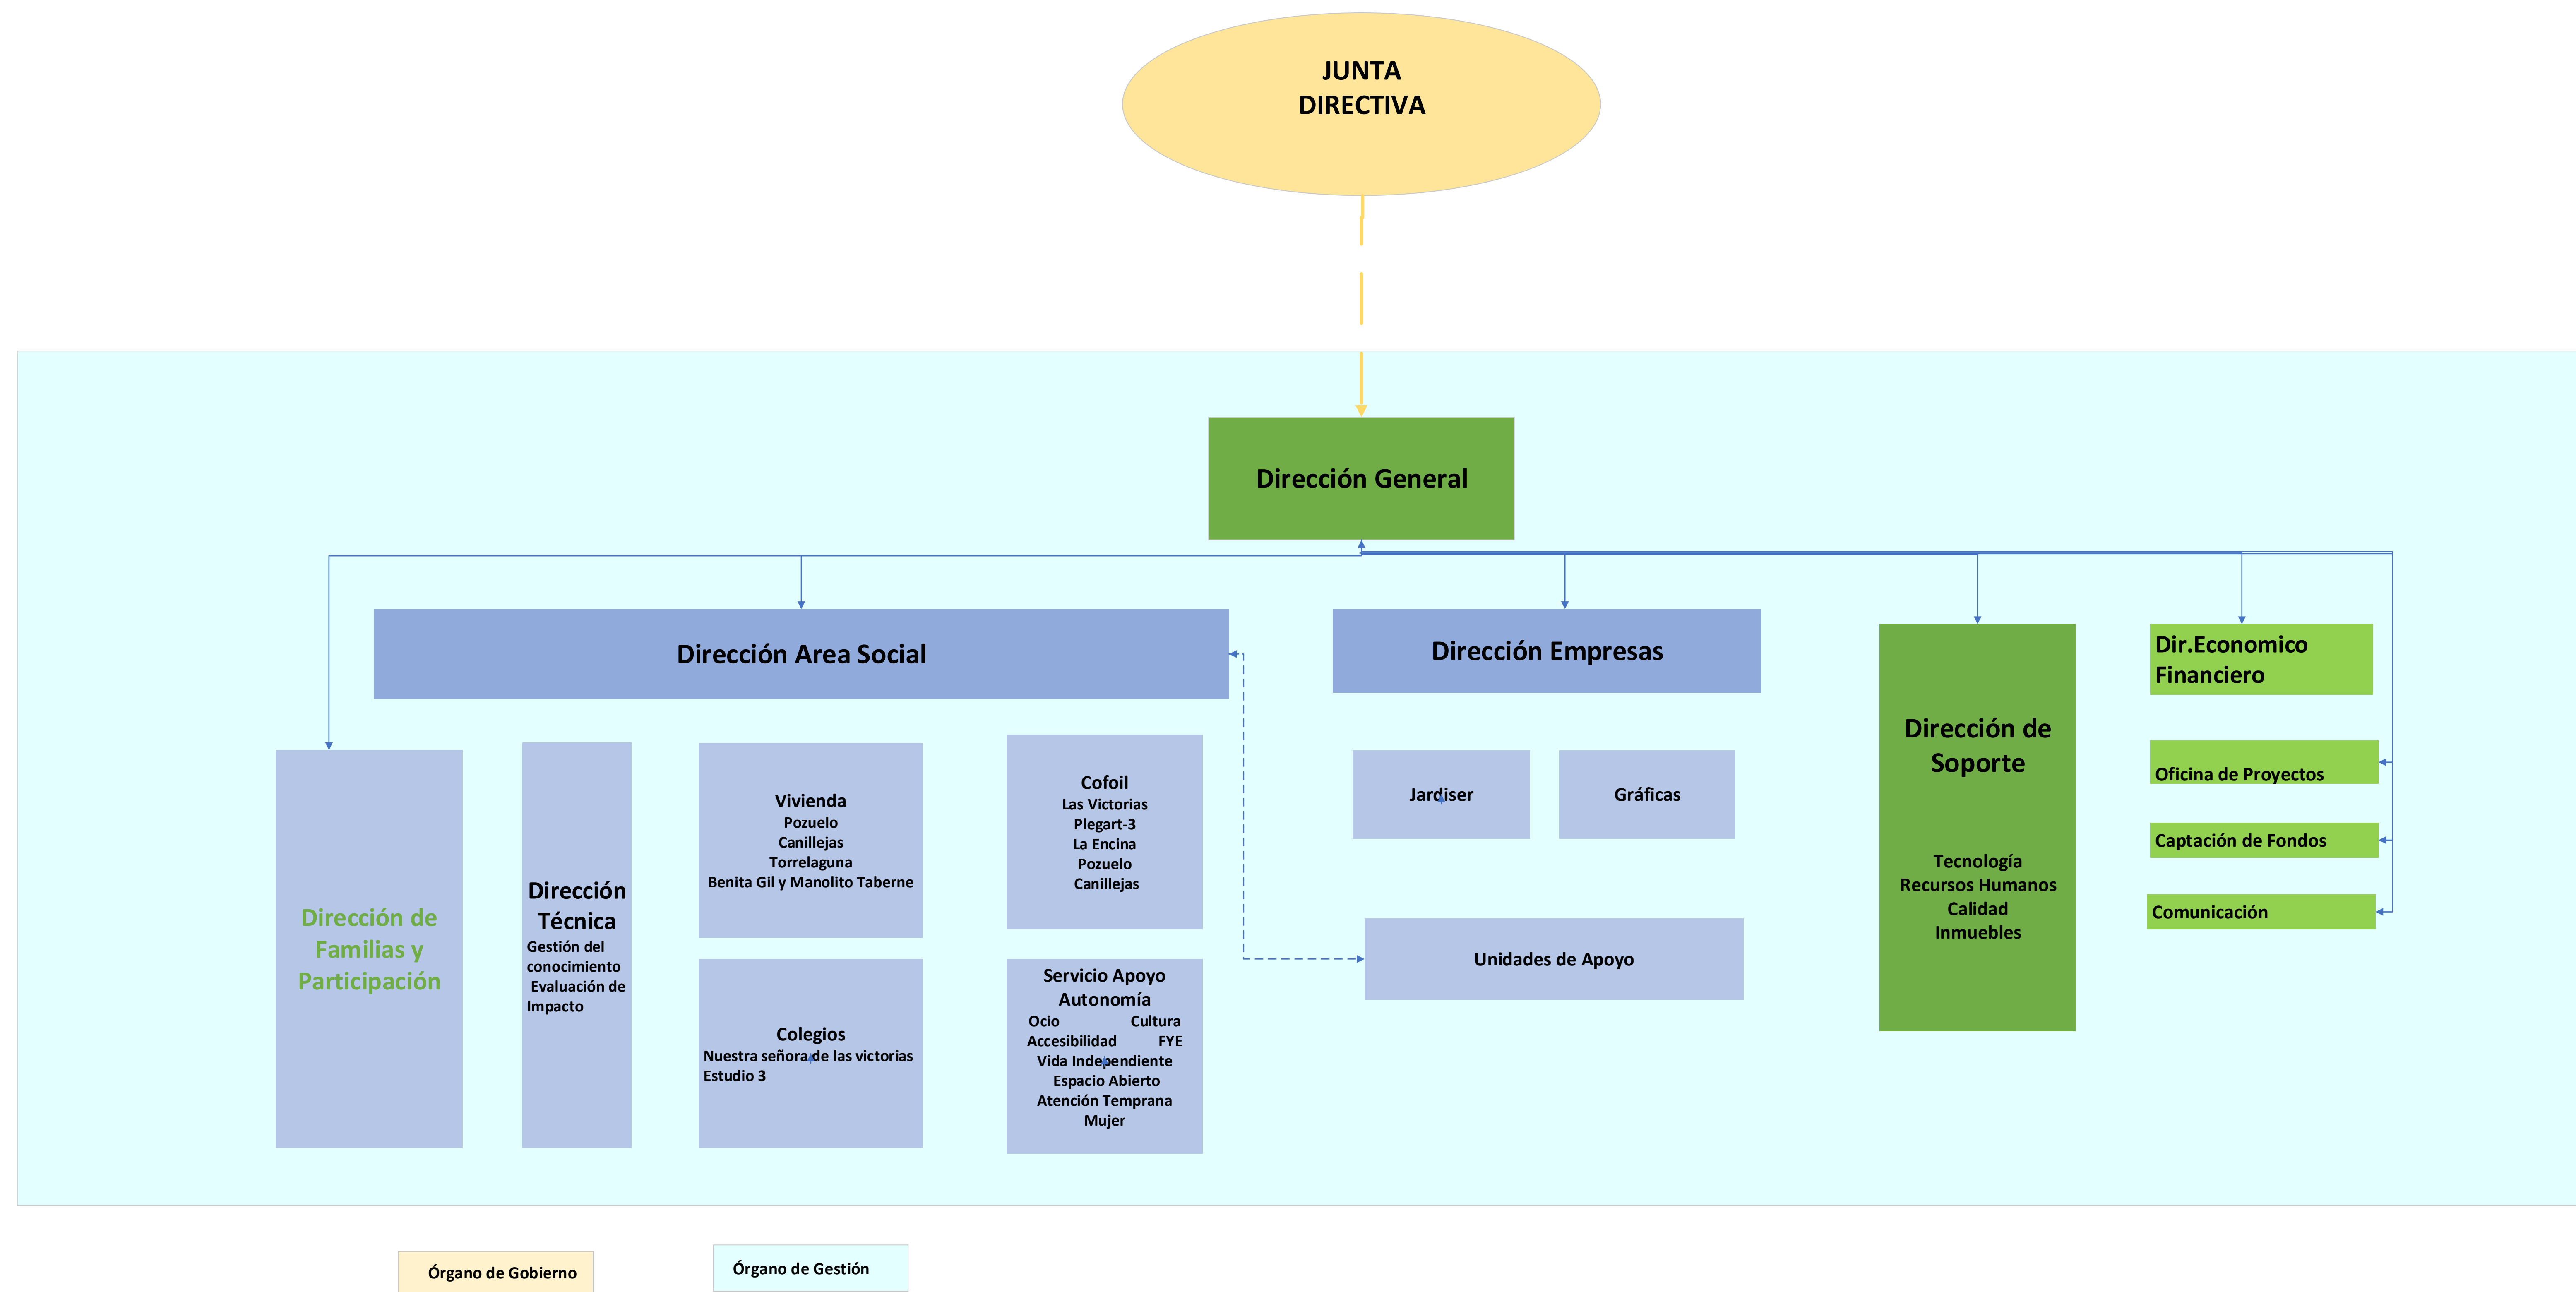 JUNTA
DIRECTIVA
Dirección General
Dirección Area Social
Dirección Empresas
Dirección de
Soporte
Tecnología
Recursos Humanos
Calidad
Inmuebles
Dir.Economico
Financiero
Oficina de Proyectos
Captación de Fondos
Comunicación
Dirección de
Familias y
Participación
Dirección
Técnica
Gestión del
conocimiento
Evaluación de
Impacto
Vivienda
Pozuelo
Canillejas
Torrelaguna
Benita Gil y Manolito Taberne
Colegios
Nuestra señora de las victorias
Estudio 3
Cofoil
Las Victorias
Plegart-3
La Encina
Pozuelo
Canillejas
Servicio Apoyo
Autonomía
Ocio Cultura
Accesibilidad FYE
Vida Independiente
Espacio Abierto
Atención Temprana
Mujer
Jardiser
Gráficas
Unidades de Apoyo
Órgano de Gobierno
Órgano de Gestión